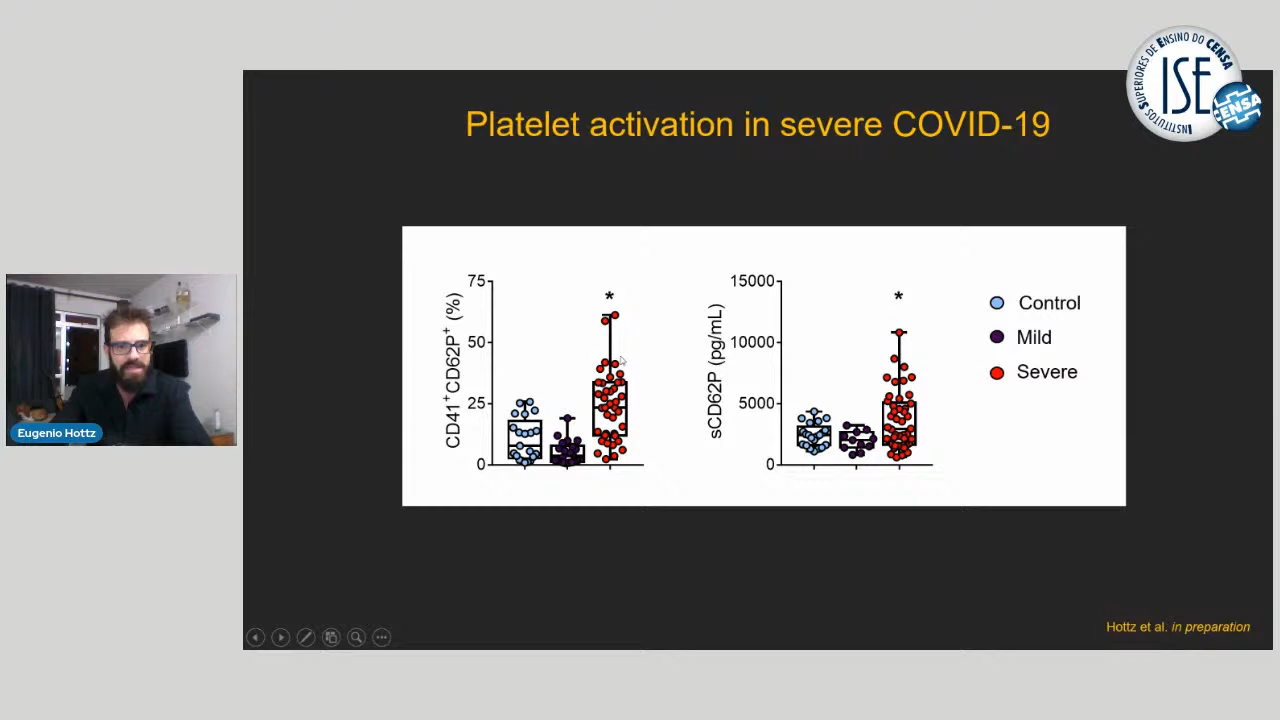 INSTITUTOS SUPERIORES DE ENSINO DO CENSA
ISE
CENSA
Platelet activation in severe COVID-19
CD41⁺CD62P⁺ (%)
75
50
25
0
*
sCD62P (pg/mL)
15000
10000
5000
0
*
Control
Mild
Severe
Eugenio Hottz
Hottz et al. in preparation